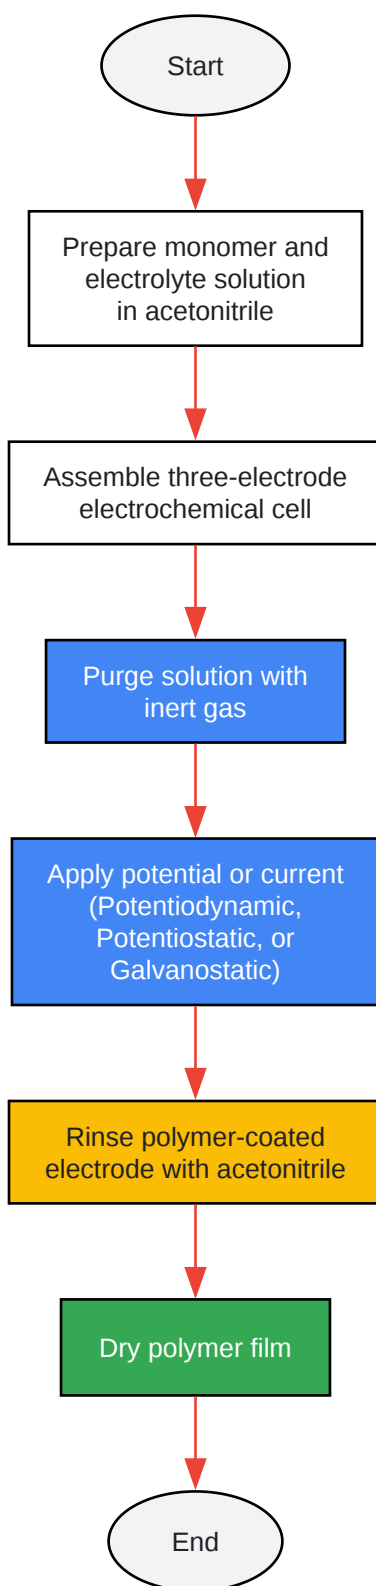 Start
Prepare monomer and
electrolyte solution
in acetonitrile
Assemble three-electrode
electrochemical cell
Purge solution with
inert gas
Apply potential or current
(Potentiodynamic,
Potentiostatic, or
Galvanostatic)
Rinse polymer-coated
electrode with acetonitrile
Dry polymer film
End